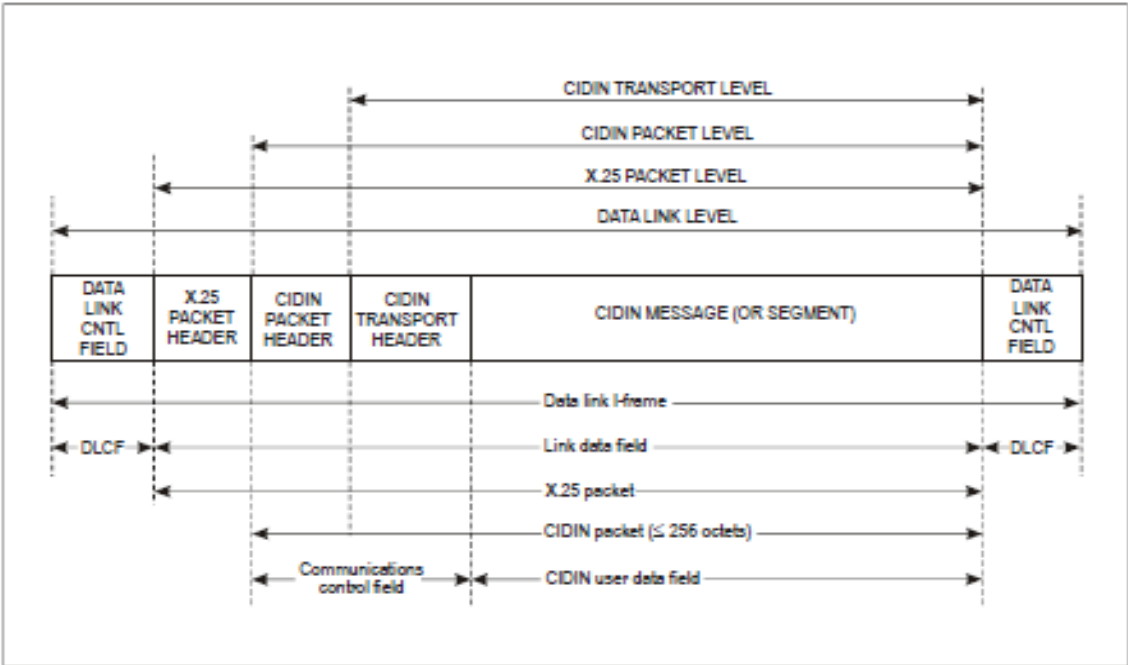 CIDIN TRANSPORT LEVEL
CIDIN PACKET LEVEL
X.25 PACKET LEVEL
DATA LINK LEVEL
DATA
LINK
CNTL
FIELD
X.25
PACKET
HEADER
CIDIN
PACKET
HEADER
CIDIN
TRANSPORT
HEADER
CIDIN MESSAGE (OR SEGMENT)
DATA
LINK
CNTL
FIELD
Data link I-frame
DLCF
Link data field
DLCF
X.25 packet
CIDIN packet (≤ 256 octets)
Communications
control field
CIDIN user data field